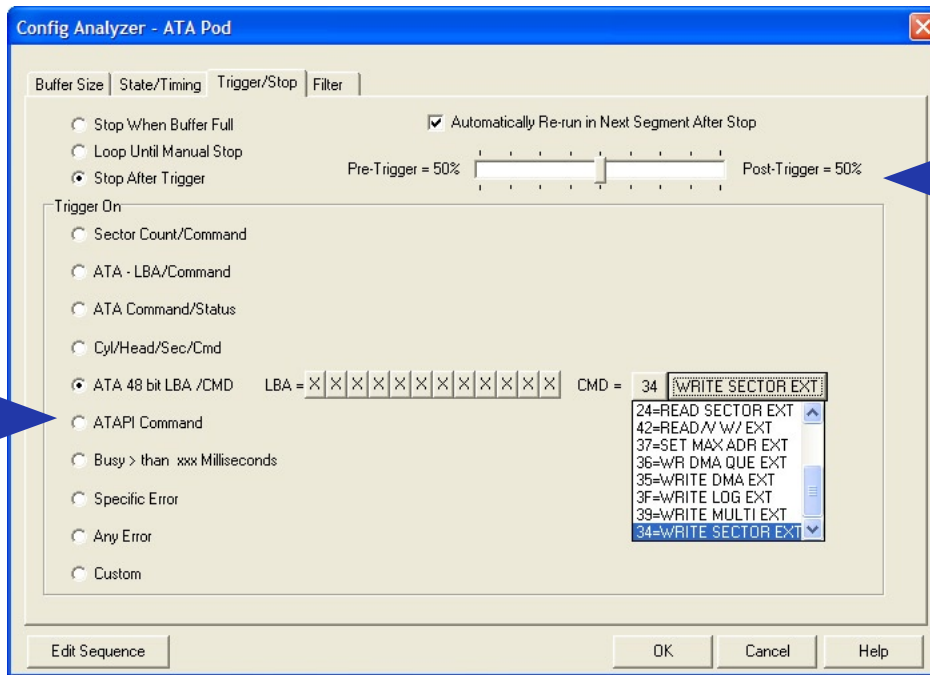 Config Analyzer - ATA Pod
Buffer Size State/Timing Trigger/Stop Filter
Stop When Buffer Full
Automatically Re-run in Next Segment After Stop
Loop Until Manual Stop
Pre-Trigger = 50% Post-Trigger = 50%
Stop After Trigger
Trigger On
Sector Count/Command
ATA - LBA/Command
ATA Command/Status
Cyl/Head/Sec/Cmd
ATA 48 bit LBA /CMD LBA = X X X X X X X X X X X X CMD = 34 WRITE SECTOR EXT
24=READ SECTOR EXT
42=READ/V W/ EXT
37=SET MAX ADR EXT
36=WR DMA QUE EXT
35=WRITE DMA EXT
3F=WRITE LOG EXT
39=WRITE MULTI EXT
34=WRITE SECTOR EXT
ATAPI Command
Busy > than xxx Milliseconds
Specific Error
Any Error
Custom
Edit Sequence OK Cancel Help